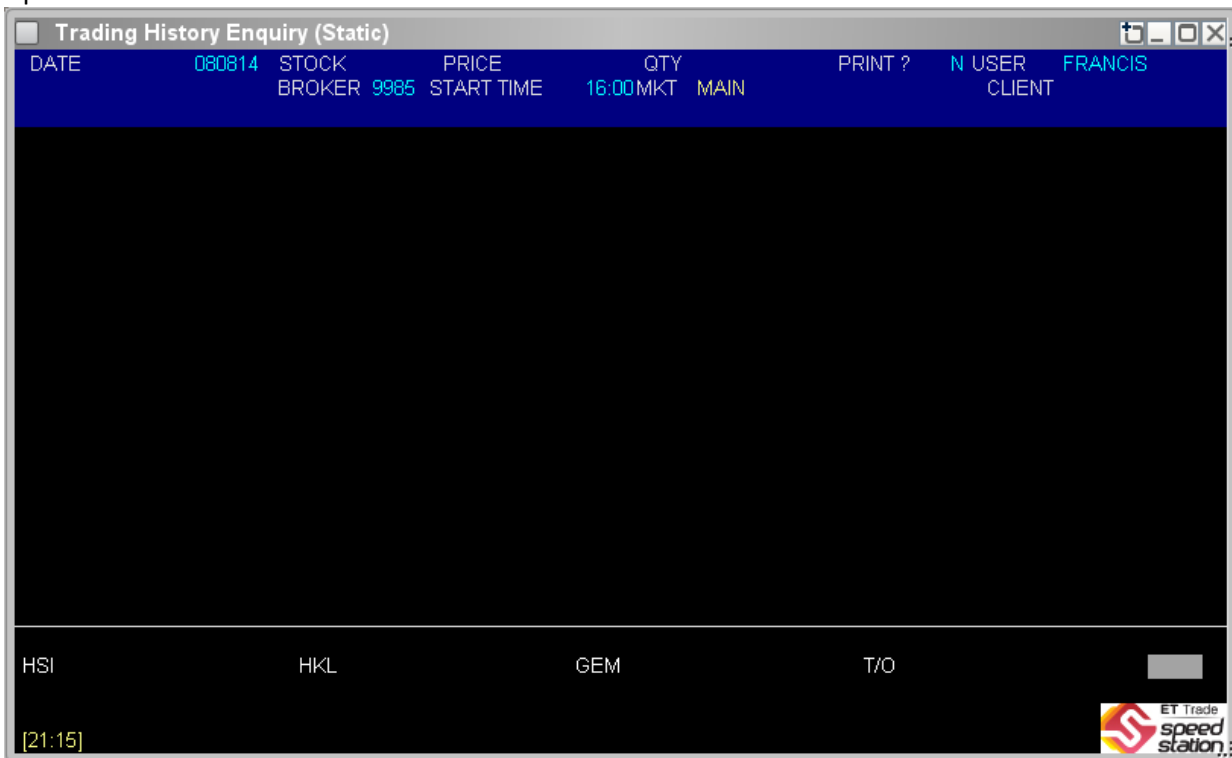 Trading History Enquiry (Static)
DATE 080814 STOCK PRICE QTY PRINT ? N USER FRANCIS
BROKER 9985 START TIME 16:00 MKT MAIN CLIENT
HSI HKL GEM T/O
ET Trade
speed
station
[21:15]